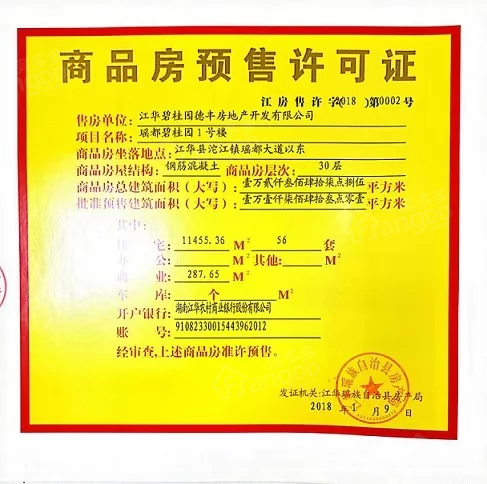 商品房预售许可证
江房售许字(2018)第0002号
售房单位: 江华碧桂园德丰房地产开发有限公司
项目名称: 瑶都碧桂园1号楼
商品房坐落地点: 江华县沱江镇瑶都大道以东
商品房屋结构: 钢筋混凝土 商品房层次: 30层
商品房总建筑面积(大写): 壹万贰仟叁佰肆拾柒点捌伍 平方米
批准预售建筑面积(大写): 壹万壹仟柒佰肆拾叁点零壹 平方米
其中:
住宅: 11455.36 M² 56 套
办公: M² 其他: M²
商业: 287.65 M²
车库: 个 M²
开户银行: 湖南江华农村商业银行股份有限公司
账号: 91082330015443962012
经审查,上述商品房准许预售。
发证机关: 江华瑶族自治县房产局
2018 年 1 月 9 日